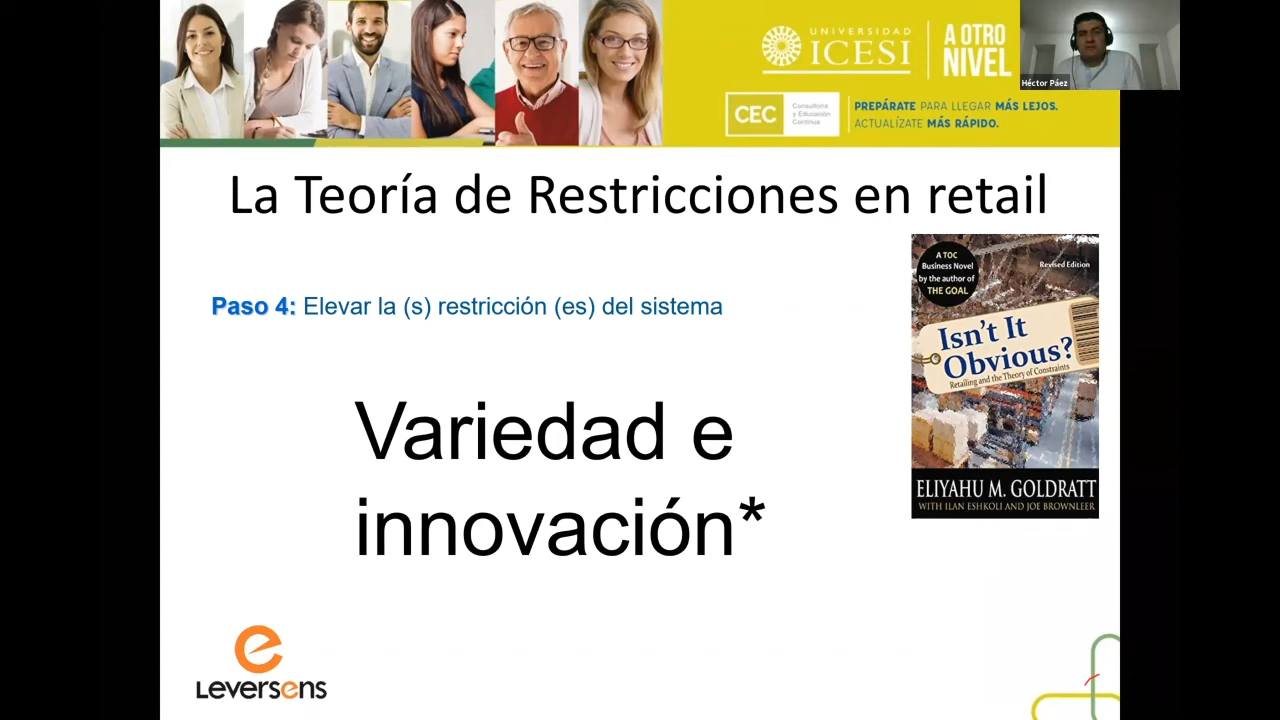 UNIVERSIDAD
ICESI
A OTRO
NIVEL
Héctor Páez
CEC
Consultoría
y Educación
Continua
PREPÁRATE PARA LLEGAR MÁS LEJOS.
ACTUALÍZATE MÁS RÁPIDO.
La Teoría de Restricciones en retail
Paso 4: Elevar la (s) restricción (es) del sistema
Variedad e
innovación*
A TOC
Business Novel
by the author of
THE GOAL
Revised Edition
Isn't It
Obvious?
Retailing and the Theory of Constraints
ELIYAHU M. GOLDRATT
WITH ILAN ESHKOLI AND JOE BROWNLEER
Leversens